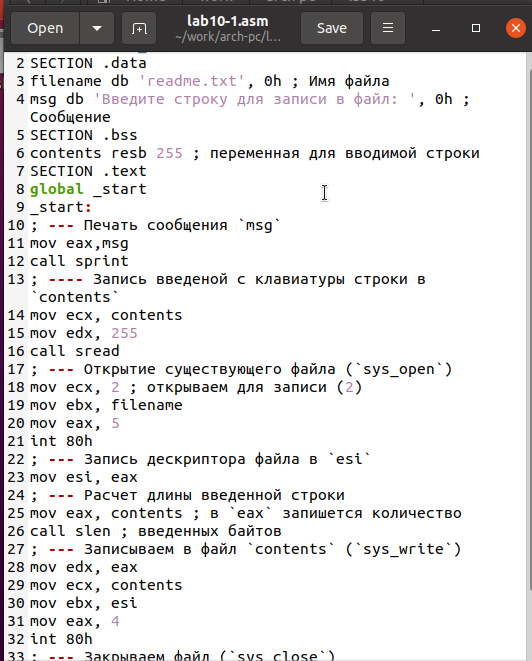 lab10-1.asm
Open
Save
~/work/arch-pc/l...
2 SECTION .data
3 filename db 'readme.txt', 0h ; Имя файла
4 msg db 'Введите строку для записи в файл: ', 0h ;
Сообщение
5 SECTION .bss
6 contents resb 255 ; переменная для вводимой строки
7 SECTION .text
8 global _start
9 _start:
10 ; --- Печать сообщения `msg`
11 mov eax,msg
12 call sprint
13 ; ---- Запись введеной с клавиатуры строки в
`contents`
14 mov ecx, contents
15 mov edx, 255
16 call sread
17 ; --- Открытие существующего файла (`sys_open`)
18 mov ecx, 2 ; открываем для записи (2)
19 mov ebx, filename
20 mov eax, 5
21 int 80h
22 ; --- Запись дескриптора файла в `esi`
23 mov esi, eax
24 ; --- Расчет длины введенной строки
25 mov eax, contents ; в `eax` запишется количество
26 call slen ; введенных байтов
27 ; --- Записываем в файл `contents` (`sys_write`)
28 mov edx, eax
29 mov ecx, contents
30 mov ebx, esi
31 mov eax, 4
32 int 80h
33 ; --- Закрываем файл (`sys_close`)